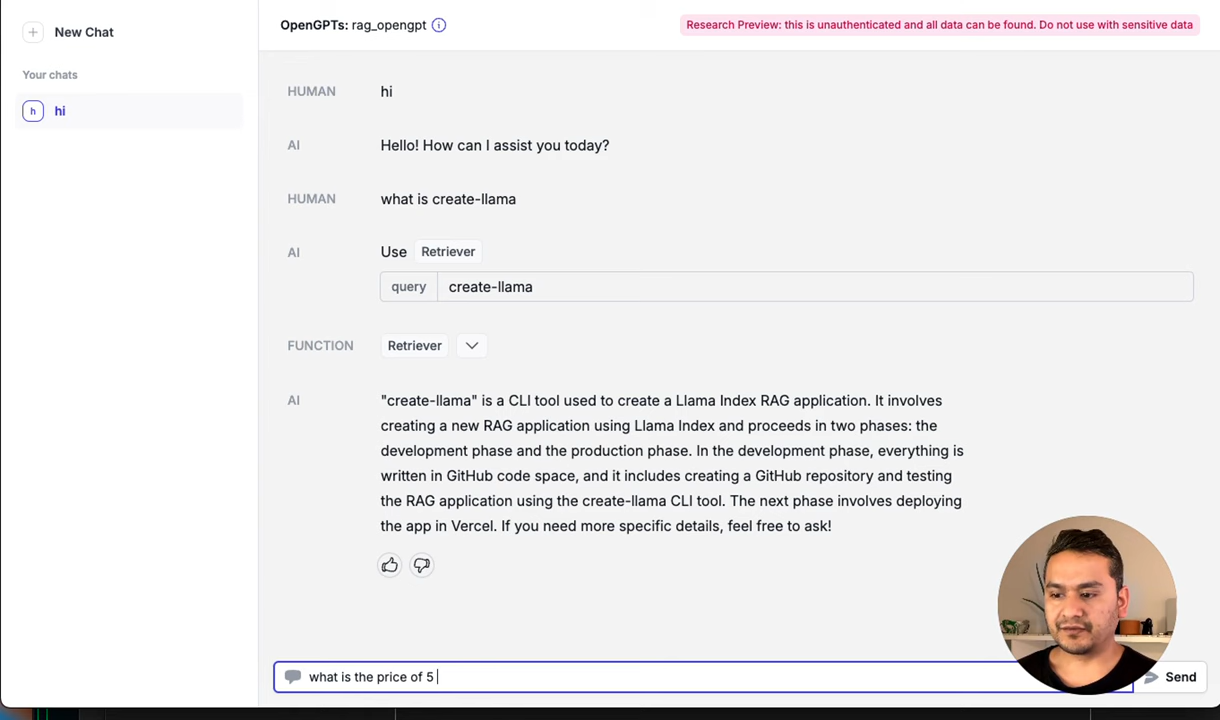 + New Chat
OpenGPTs: rag_opengpt
Research Preview: this is unauthenticated and all data can be found. Do not use with sensitive data
Your chats
h hi
HUMAN hi
AI Hello! How can I assist you today?
HUMAN what is create-llama
AI Use Retriever
query create-llama
FUNCTION Retriever
AI "create-llama" is a CLI tool used to create a Llama Index RAG application. It involves
creating a new RAG application using Llama Index and proceeds in two phases: the
development phase and the production phase. In the development phase, everything is
written in GitHub code space, and it includes creating a GitHub repository and testing
the RAG application using the create-llama CLI tool. The next phase involves deploying
the app in Vercel. If you need more specific details, feel free to ask!
what is the price of 5
Send